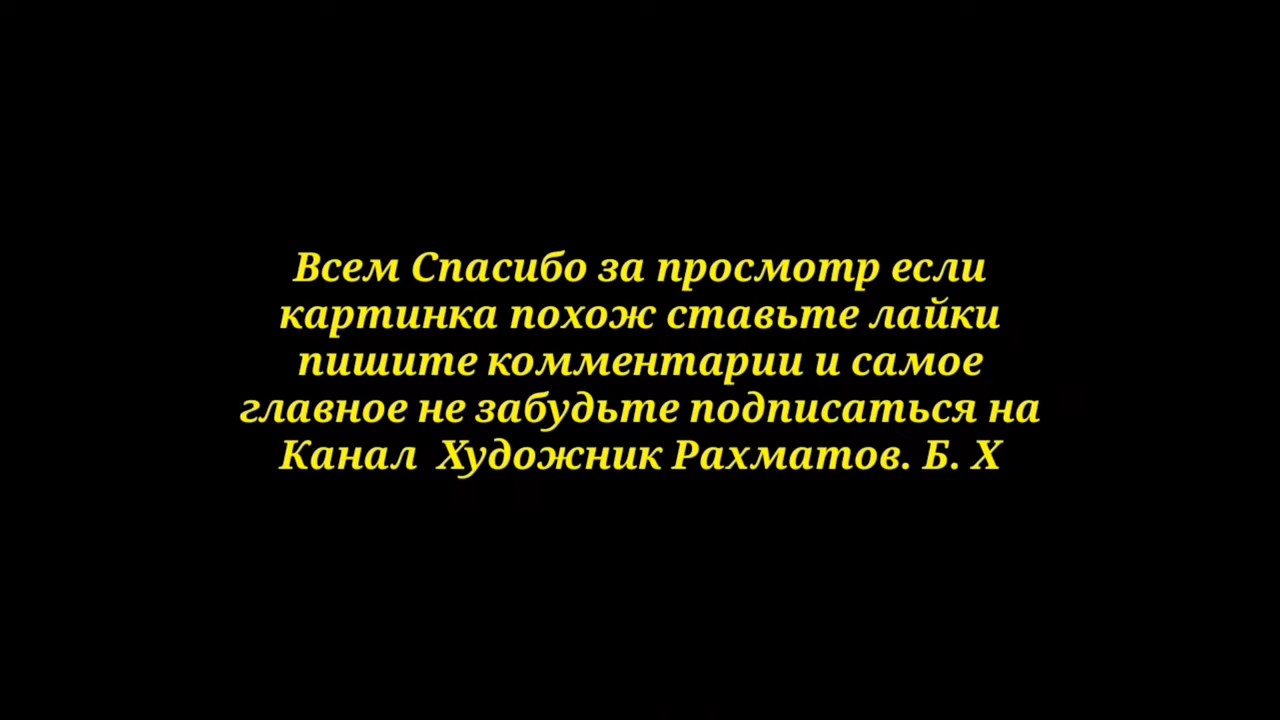 Всем Спасибо за просмотр если
картинка похож ставьте лайки
пишите комментарии и самое
главное не забудьте подписаться на
Канал  Художник Рахматов. Б. Х